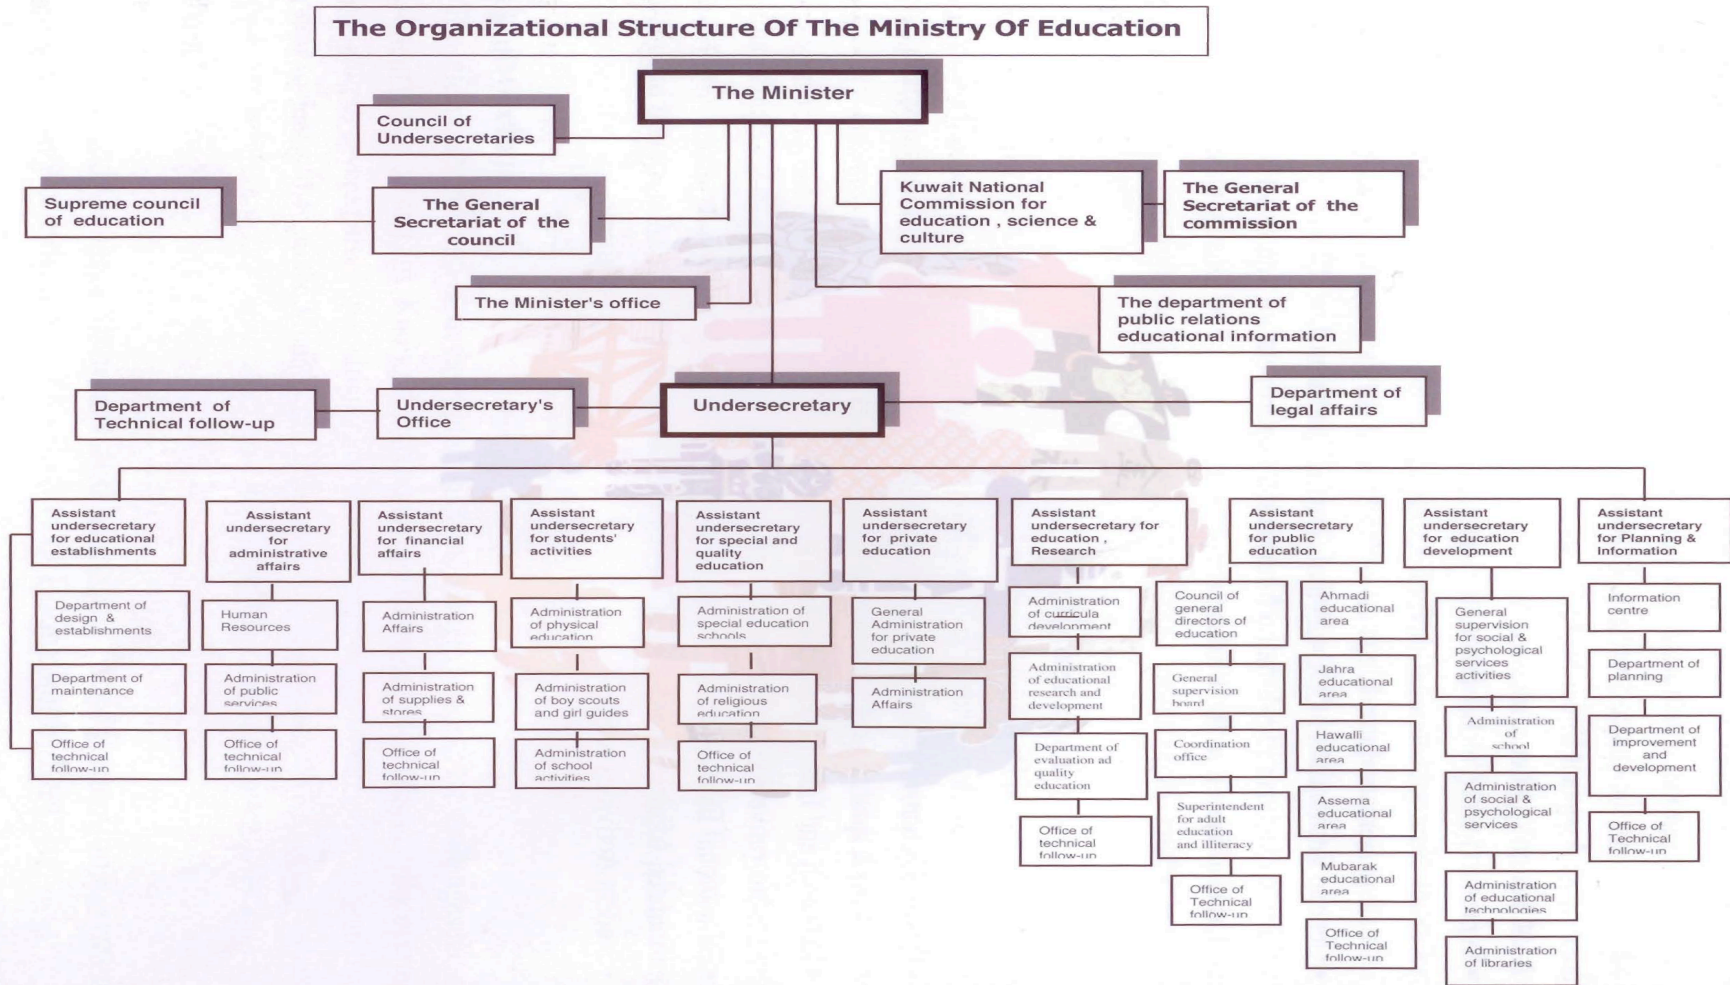 The Organizational Structure Of The Ministry Of Education
The Minister
Council of
Undersecretaries
Supreme council
of education
The General
Secretariat of the
council
Kuwait National
Commission for
education , science &
culture
The General
Secretariat of the
commission
The Minister's office
The department of
public relations
educational information
Department of
Technical follow-up
Undersecretary's
Office
Undersecretary
Department of
legal affairs
Assistant
undersecretary
for educational
establishments
Department of
design &
establishments
Department of
maintenance
Office of
technical
follow-up
Assistant
undersecretary
for
administrative
affairs
Human
Resources
Administration
of public
services
Office of
technical
follow-up
Assistant
undersecretary
for financial
affairs
Administration
Affairs
Administration
of supplies &
stores
Office of
technical
follow-up
Assistant
undersecretary
for students'
activities
Administration
of physical
education
Administration
of boy scouts
and girl guides
Administration
of school
activities
Assistant
undersecretary
for special and
quality
education
Administration of
special education
schools
Administration
of religious
education
Office of
technical
follow-up
Assistant
undersecretary
for private
education
General
Administration
for private
education
Administration
Affairs
Assistant
undersecretary for
education ,
Research
Administration
of curricula
development
Administration
of educational
research and
development
Department of
evaluation ad
quality
education
Office of
technical
follow-up
Assistant
undersecretary
for public
education
Council of
general
directors of
education
General
supervision
board
Coordination
office
Superintendent
for adult
education
and illiteracy
Office of
Technical
follow-up
Ahmadi
educational
area
Jahra
educational
area
Hawalli
educational
area
Assema
educational
area
Mubarak
educational
area
Office of
Technical
follow-up
Assistant
undersecretary
for education
development
General
supervision
for social &
psychological
services
activities
Administration
of
school
Administration
of social &
psychological
services
Administration
of educational
technologies
Administration
of libraries
Assistant
undersecretary
for Planning &
Information
Information
centre
Department of
planning
Department of
improvement
and
development
Office of
Technical
follow-up